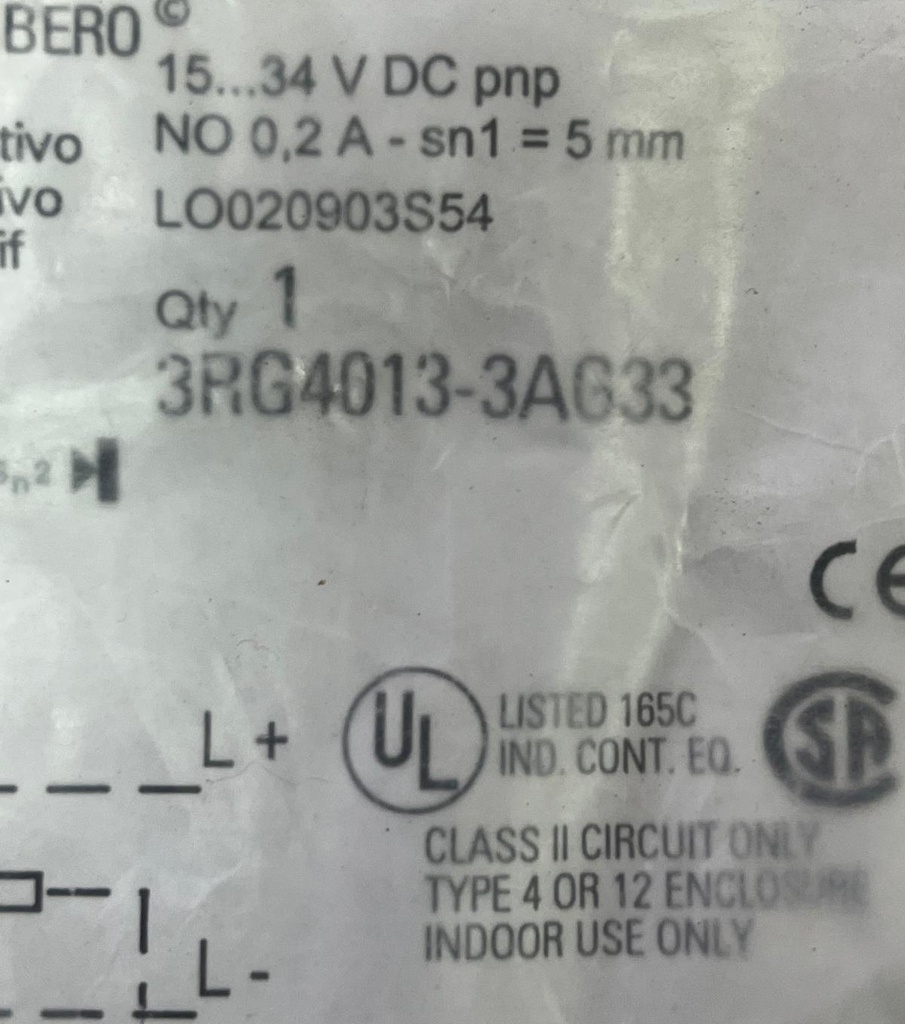 BERO ©
15...34 V DC pnp
tivo NO 0,2 A - sn1 = 5 mm
ivo LO020903S54
if
Qty 1
3RG4013-3AG33
sn2
CE
L +
UL LISTED 165C
IND. CONT. EQ.
SA
CLASS II CIRCUIT ONLY
TYPE 4 OR 12 ENCLOSURE
INDOOR USE ONLY
L -